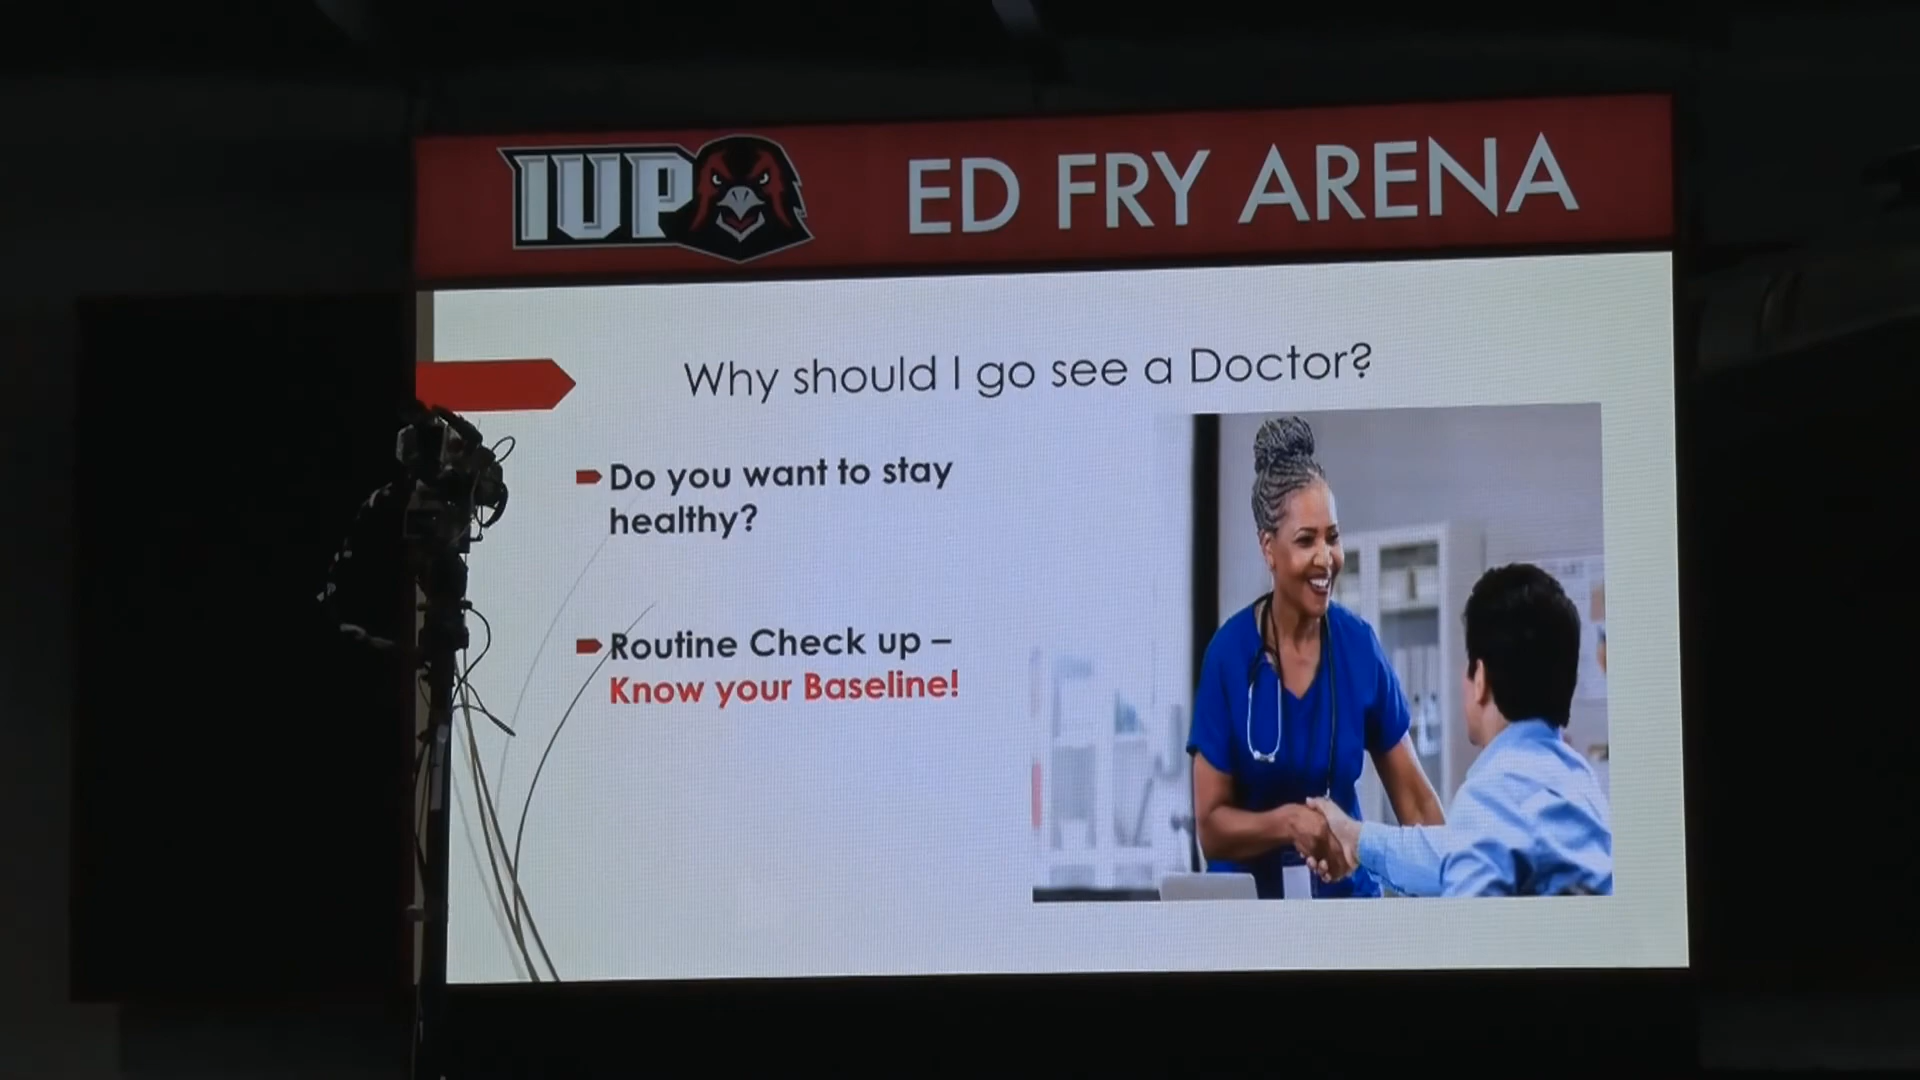 IUP
ED FRY ARENA
Why should I go see a Doctor?
Do you want to stay
healthy?
Routine Check up –
Know your Baseline!